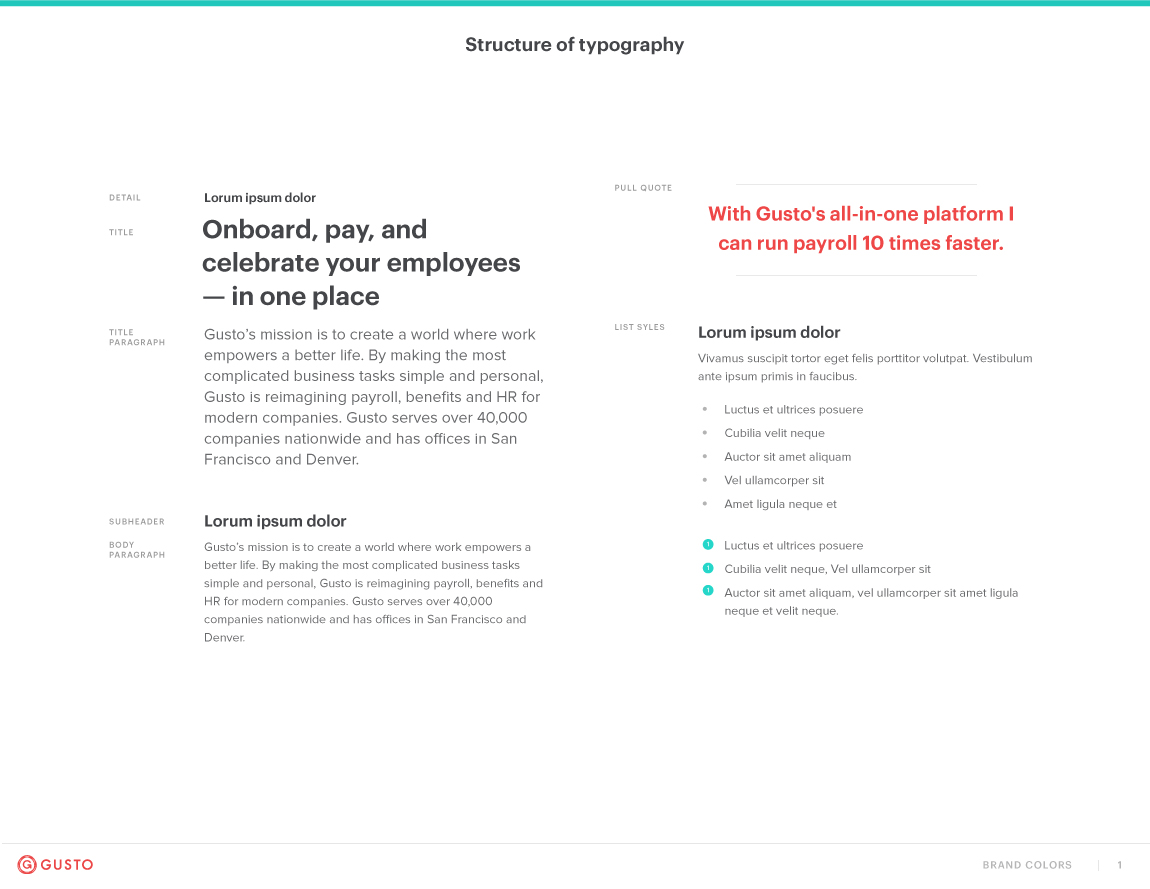 Structure of typography
DETAIL
Lorum ipsum dolor
TITLE
Onboard, pay, and
celebrate your employees
— in one place
TITLE
PARAGRAPH
Gusto’s mission is to create a world where work
empowers a better life. By making the most
complicated business tasks simple and personal,
Gusto is reimagining payroll, benefits and HR for
modern companies. Gusto serves over 40,000
companies nationwide and has offices in San
Francisco and Denver.
SUBHEADER
Lorum ipsum dolor
BODY
PARAGRAPH
Gusto’s mission is to create a world where work empowers a
better life. By making the most complicated business tasks
simple and personal, Gusto is reimagining payroll, benefits and
HR for modern companies. Gusto serves over 40,000
companies nationwide and has offices in San Francisco and
Denver.
PULL QUOTE
With Gusto's all-in-one platform I
can run payroll 10 times faster.
LIST SYLES
Lorum ipsum dolor
Vivamus suscipit tortor eget felis porttitor volutpat. Vestibulum
ante ipsum primis in faucibus.
• Luctus et ultrices posuere
• Cubilia velit neque
• Auctor sit amet aliquam
• Vel ullamcorper sit
• Amet ligula neque et
1 Luctus et ultrices posuere
1 Cubilia velit neque, Vel ullamcorper sit
1 Auctor sit amet aliquam, vel ullamcorper sit amet ligula
neque et velit neque.
G GUSTO
BRAND COLORS | 1